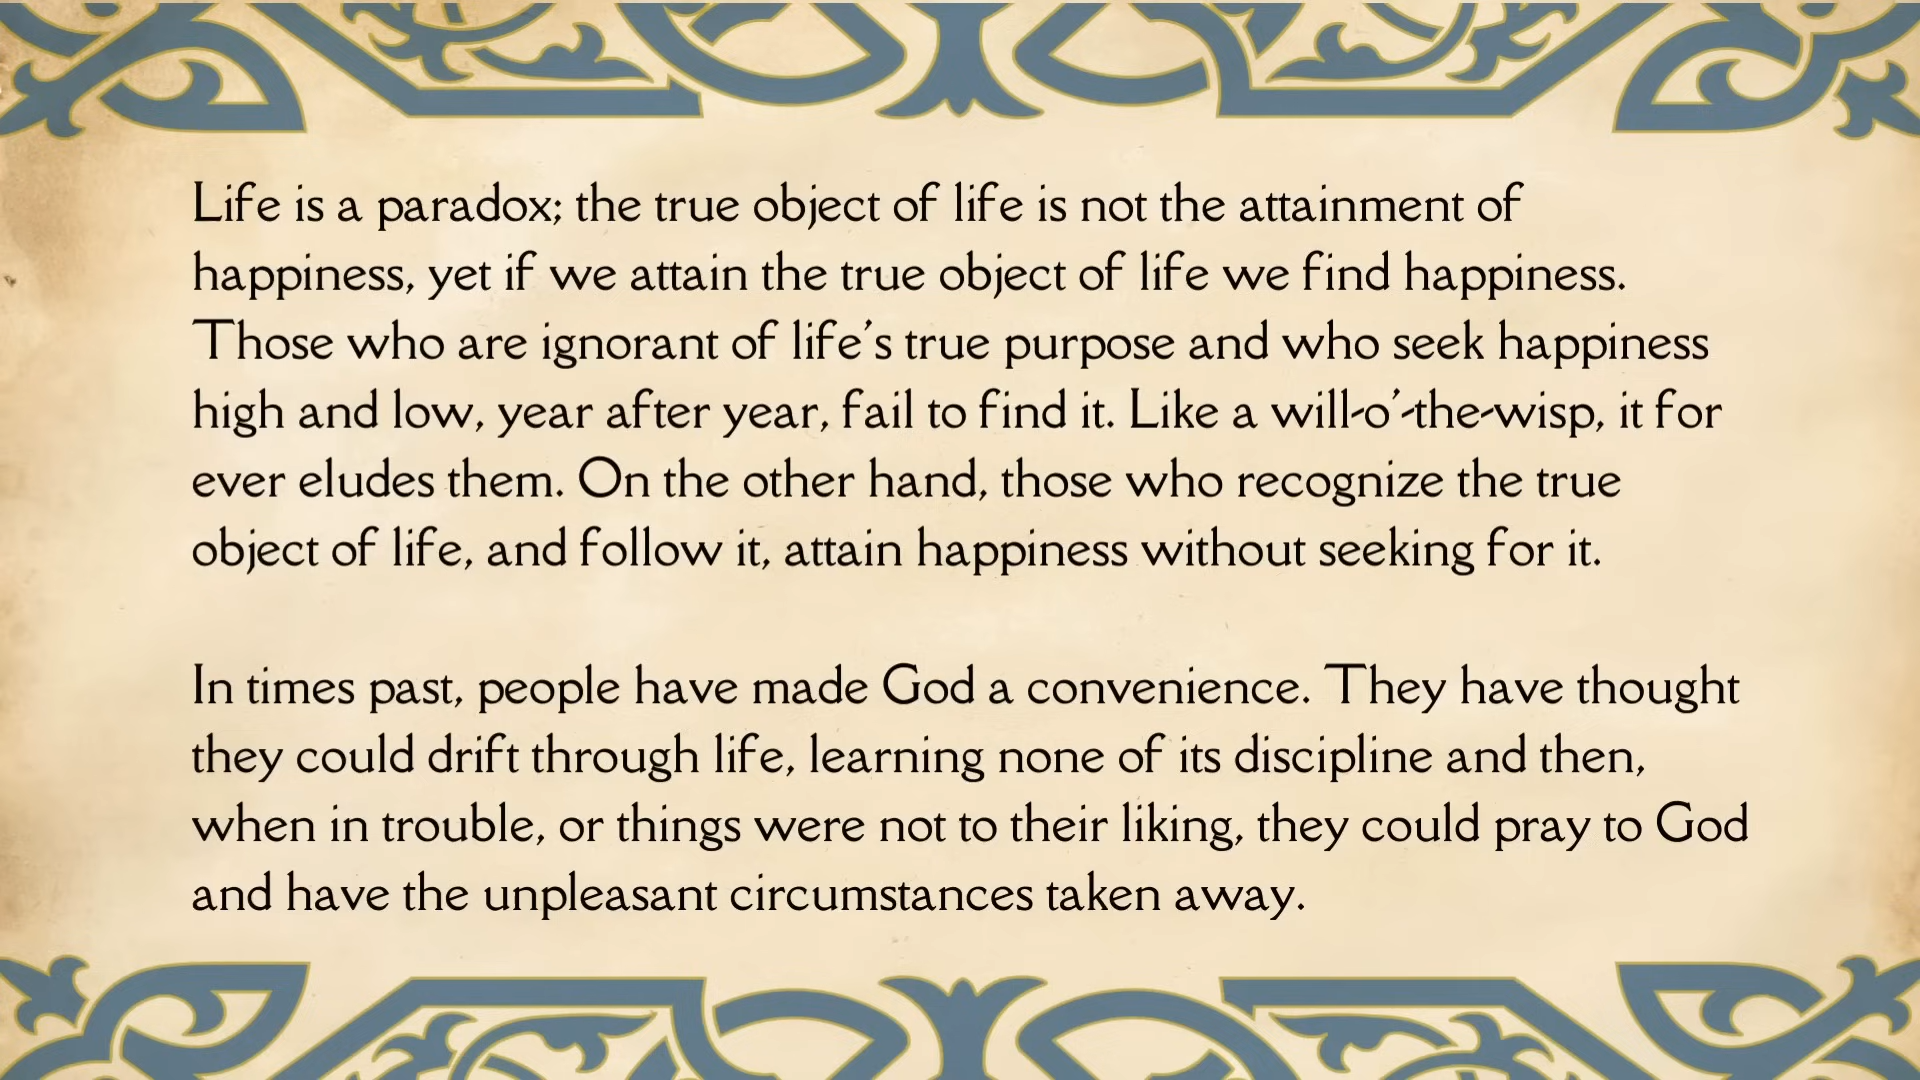 Life is a paradox; the true object of life is not the attainment of
happiness, yet if we attain the true object of life we find happiness.
Those who are ignorant of life's true purpose and who seek happiness
high and low, year after year, fail to find it. Like a will-o'-the-wisp, it for
ever eludes them. On the other hand, those who recognize the true
object of life, and follow it, attain happiness without seeking for it.

In times past, people have made God a convenience. They have thought
they could drift through life, learning none of its discipline and then,
when in trouble, or things were not to their liking, they could pray to God
and have the unpleasant circumstances taken away.